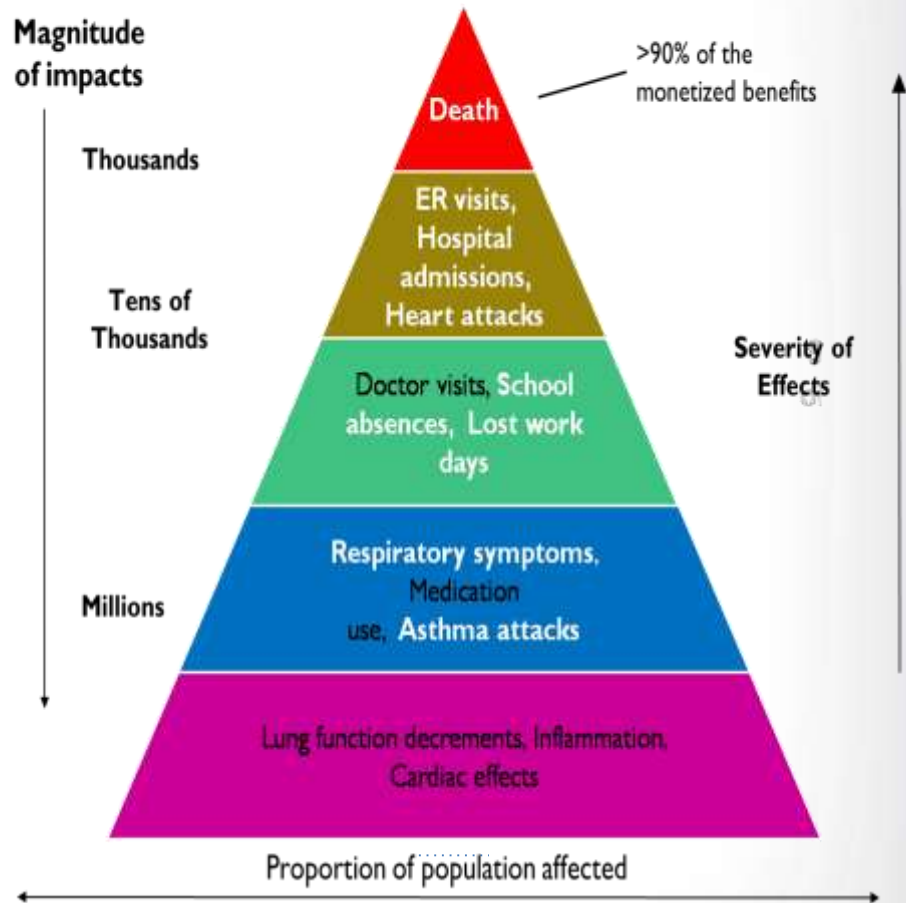 Magnitude
of impacts
>90% of the
monetized benefits
Death
Thousands
ER visits,
Hospital
admissions,
Heart attacks
Tens of
Thousands
Severity of
Effects
Doctor visits, School
absences, Lost work
days
Respiratory symptoms,
Medication
use, Asthma attacks
Millions
Lung function decrements, Inflammation,
Cardiac effects
Proportion of population affected